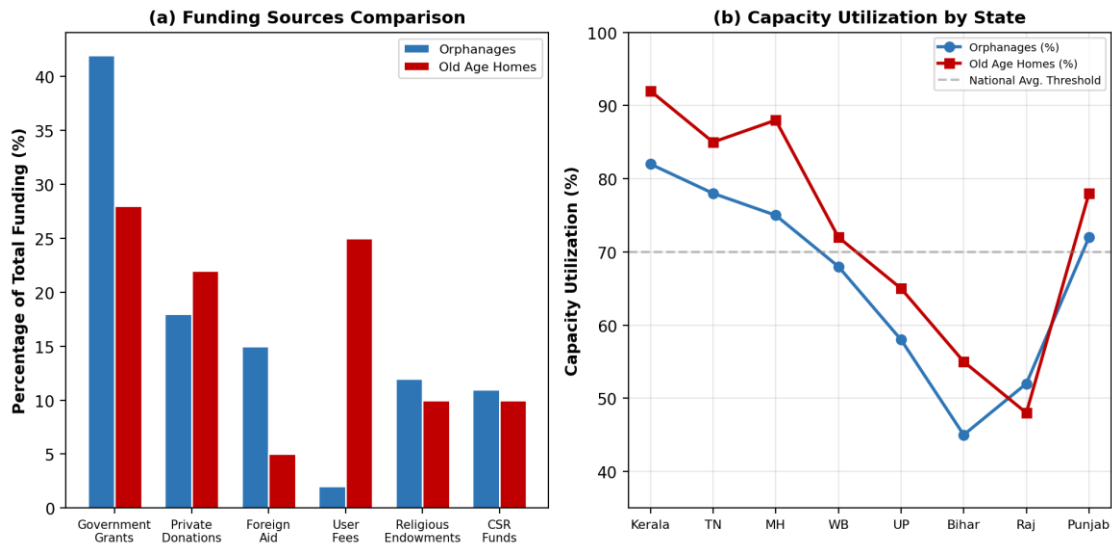 (a) Funding Sources Comparison
Percentage of Total Funding (%)
40
35
30
25
20
15
10
5
0
Orphanages
Old Age Homes
Government
Grants
Private
Donations
Foreign
Aid
User
Fees
Religious
Endowments
CSR
Funds
(b) Capacity Utilization by State
Capacity Utilization (%)
100
90
80
70
60
50
40
Orphanages (%)
Old Age Homes (%)
National Avg. Threshold
Kerala
TN
MH
WB
UP
Bihar
Raj
Punjab